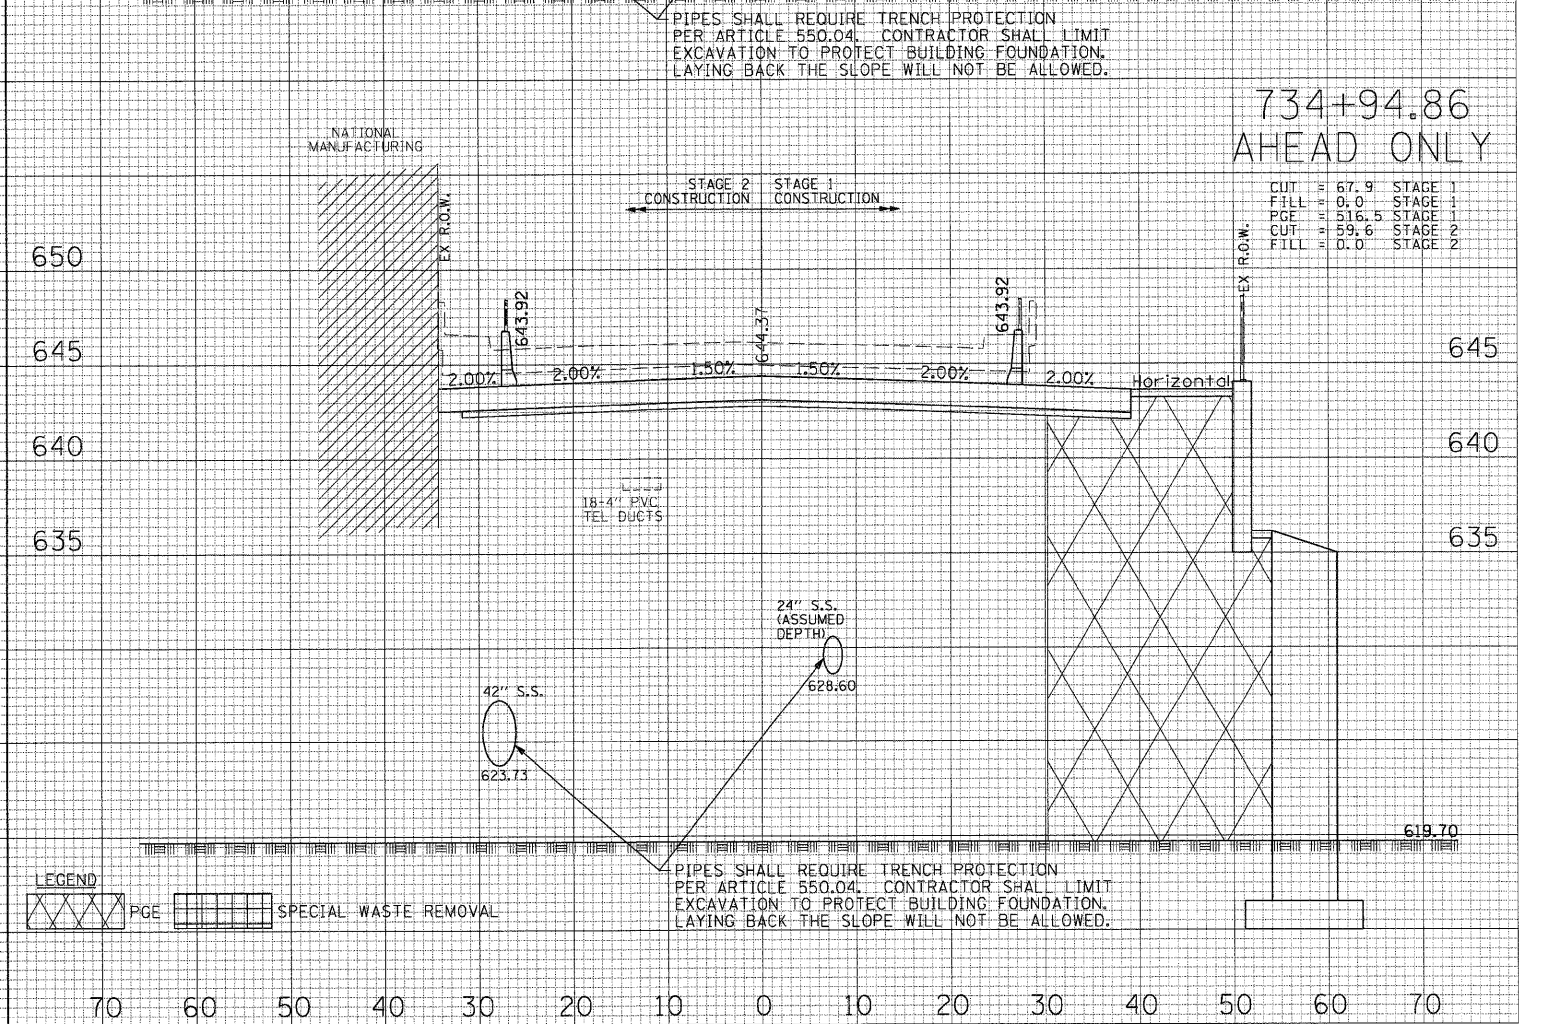 PIPES SHALL REQUIRE TRENCH PROTECTION
PER ARTICLE 550.04. CONTRACTOR SHALL LIMIT
EXCAVATION TO PROTECT BUILDING FOUNDATION.
LAYING BACK THE SLOPE WILL NOT BE ALLOWED.
734+94.86
AHEAD ONLY
NATIONAL
MANUFACTURING
STAGE 2
CONSTRUCTION
STAGE 1
CONSTRUCTION
CUT = 67.9 STAGE 1
FILL = 0.0 STAGE 1
PGE = 516.5 STAGE 1
CUT = 59.6 STAGE 2
FILL = 0.0 STAGE 2
EX R.O.W.
EX R.O.W.
650
643.92
644.37
643.92
645
645
2.00%
2.00%
1.50%
1.50%
2.00%
2.00%
Horizontal
640
640
18-4" PVC
TEL DUCTS
635
635
24" S.S.
(ASSUMED
DEPTH)
628.60
42" S.S.
623.73
619.70
PIPES SHALL REQUIRE TRENCH PROTECTION
PER ARTICLE 550.04. CONTRACTOR SHALL LIMIT
EXCAVATION TO PROTECT BUILDING FOUNDATION.
LAYING BACK THE SLOPE WILL NOT BE ALLOWED.
LEGEND
PGE
SPECIAL WASTE REMOVAL
70 60 50 40 30 20 10 0 10 20 30 40 50 60 70